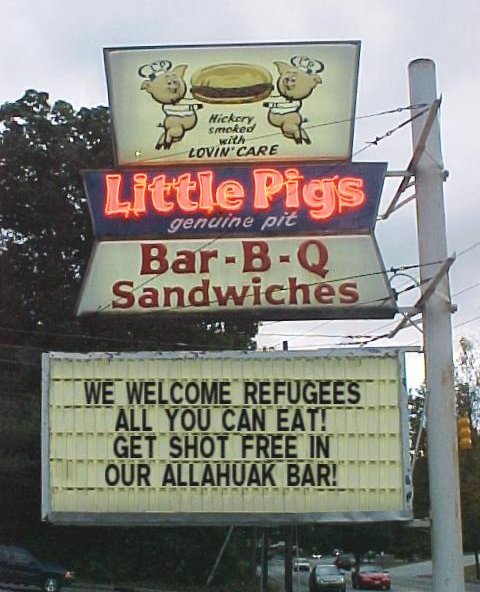 Hickory
smoked
with
LOVIN' CARE
Little Pigs
genuine pit
Bar-B-Q
Sandwiches
WE WELCOME REFUGEES
ALL YOU CAN EAT!
GET SHOT FREE IN
OUR ALLAHUAK BAR!